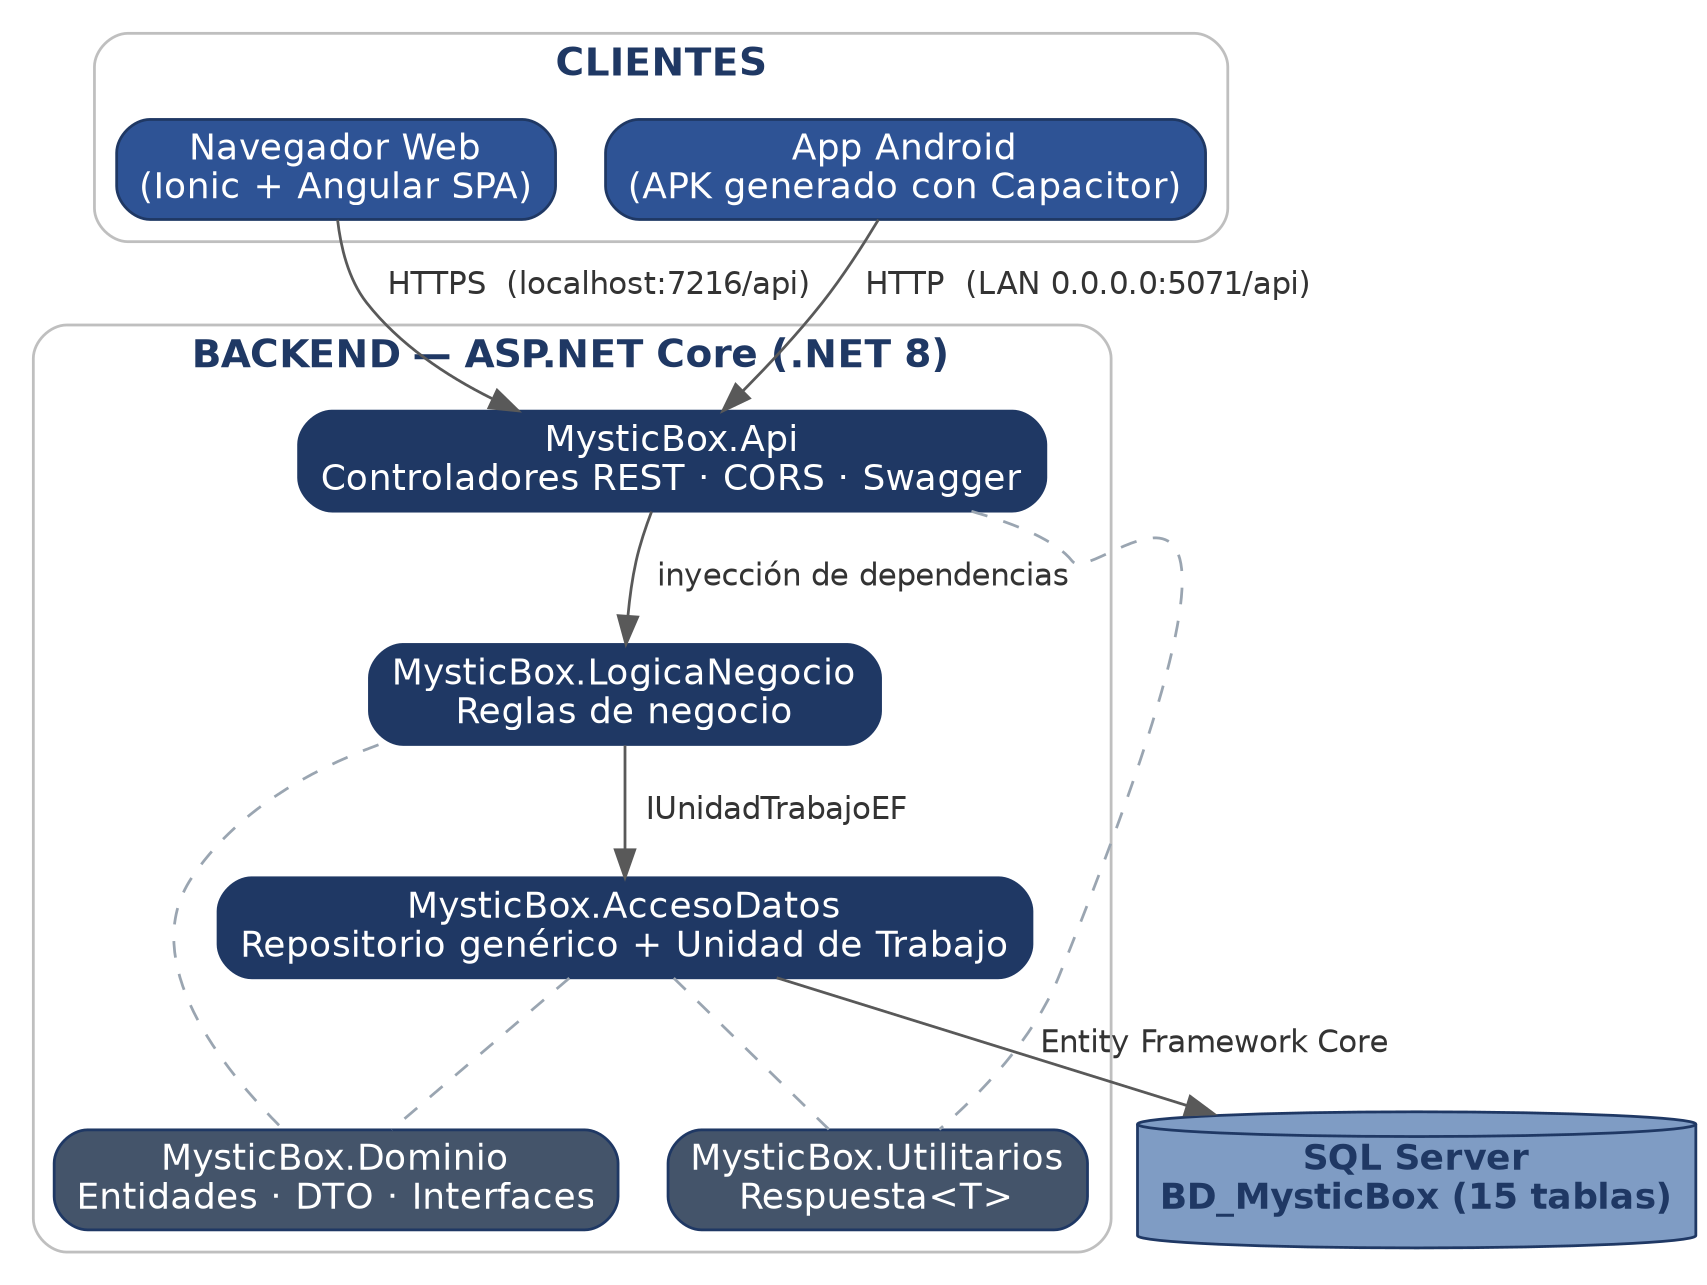 CLIENTES
Navegador Web
(Ionic + Angular SPA)
App Android
(APK generado con Capacitor)
HTTPS  (localhost:7216/api)
HTTP  (LAN 0.0.0.0:5071/api)
BACKEND — ASP.NET Core (.NET 8)
MysticBox.Api
Controladores REST · CORS · Swagger
inyección de dependencias
MysticBox.LogicaNegocio
Reglas de negocio
IUnidadTrabajoEF
MysticBox.AccesoDatos
Repositorio genérico + Unidad de Trabajo
Entity Framework Core
MysticBox.Dominio
Entidades · DTO · Interfaces
MysticBox.Utilitarios
Respuesta<T>
SQL Server
BD_MysticBox (15 tablas)